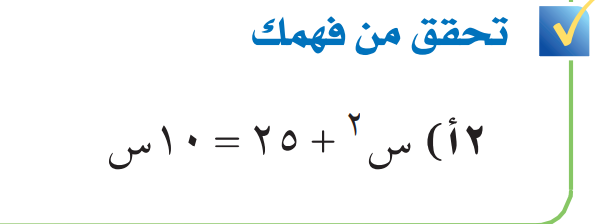 تحقق من فهمك
٢أ) س٢ + ٢٥ = ١٠س